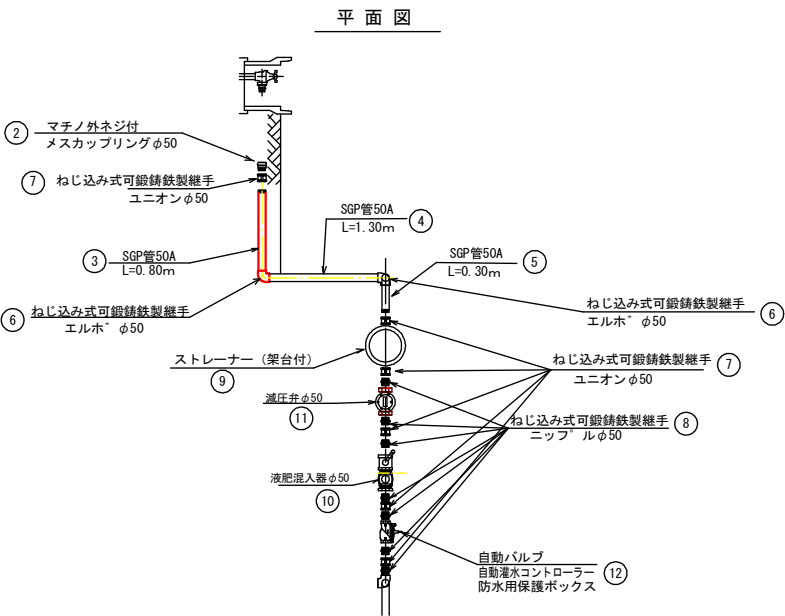 平面図
② マチノ外ネジ付
メスカップリングφ50
⑦ ねじ込み式可鍛鋳鉄製継手
ユニオンφ50
SGP管50A
L=1.30m ④
③ SGP管50A
L=0.80m
SGP管50A
L=0.30m ⑤
⑥ ねじ込み式可鍛鋳鉄製継手
エルボ φ50
ねじ込み式可鍛鋳鉄製継手
エルボ φ50 ⑥
ストレーナー（架台付）
⑨
ねじ込み式可鍛鋳鉄製継手
ユニオンφ50 ⑦
減圧弁φ50
⑪
ねじ込み式可鍛鋳鉄製継手
ニップルφ50 ⑧
液肥混入器φ50
⑩
自動バルブ
自動灌水コントローラー
防水用保護ボックス ⑫